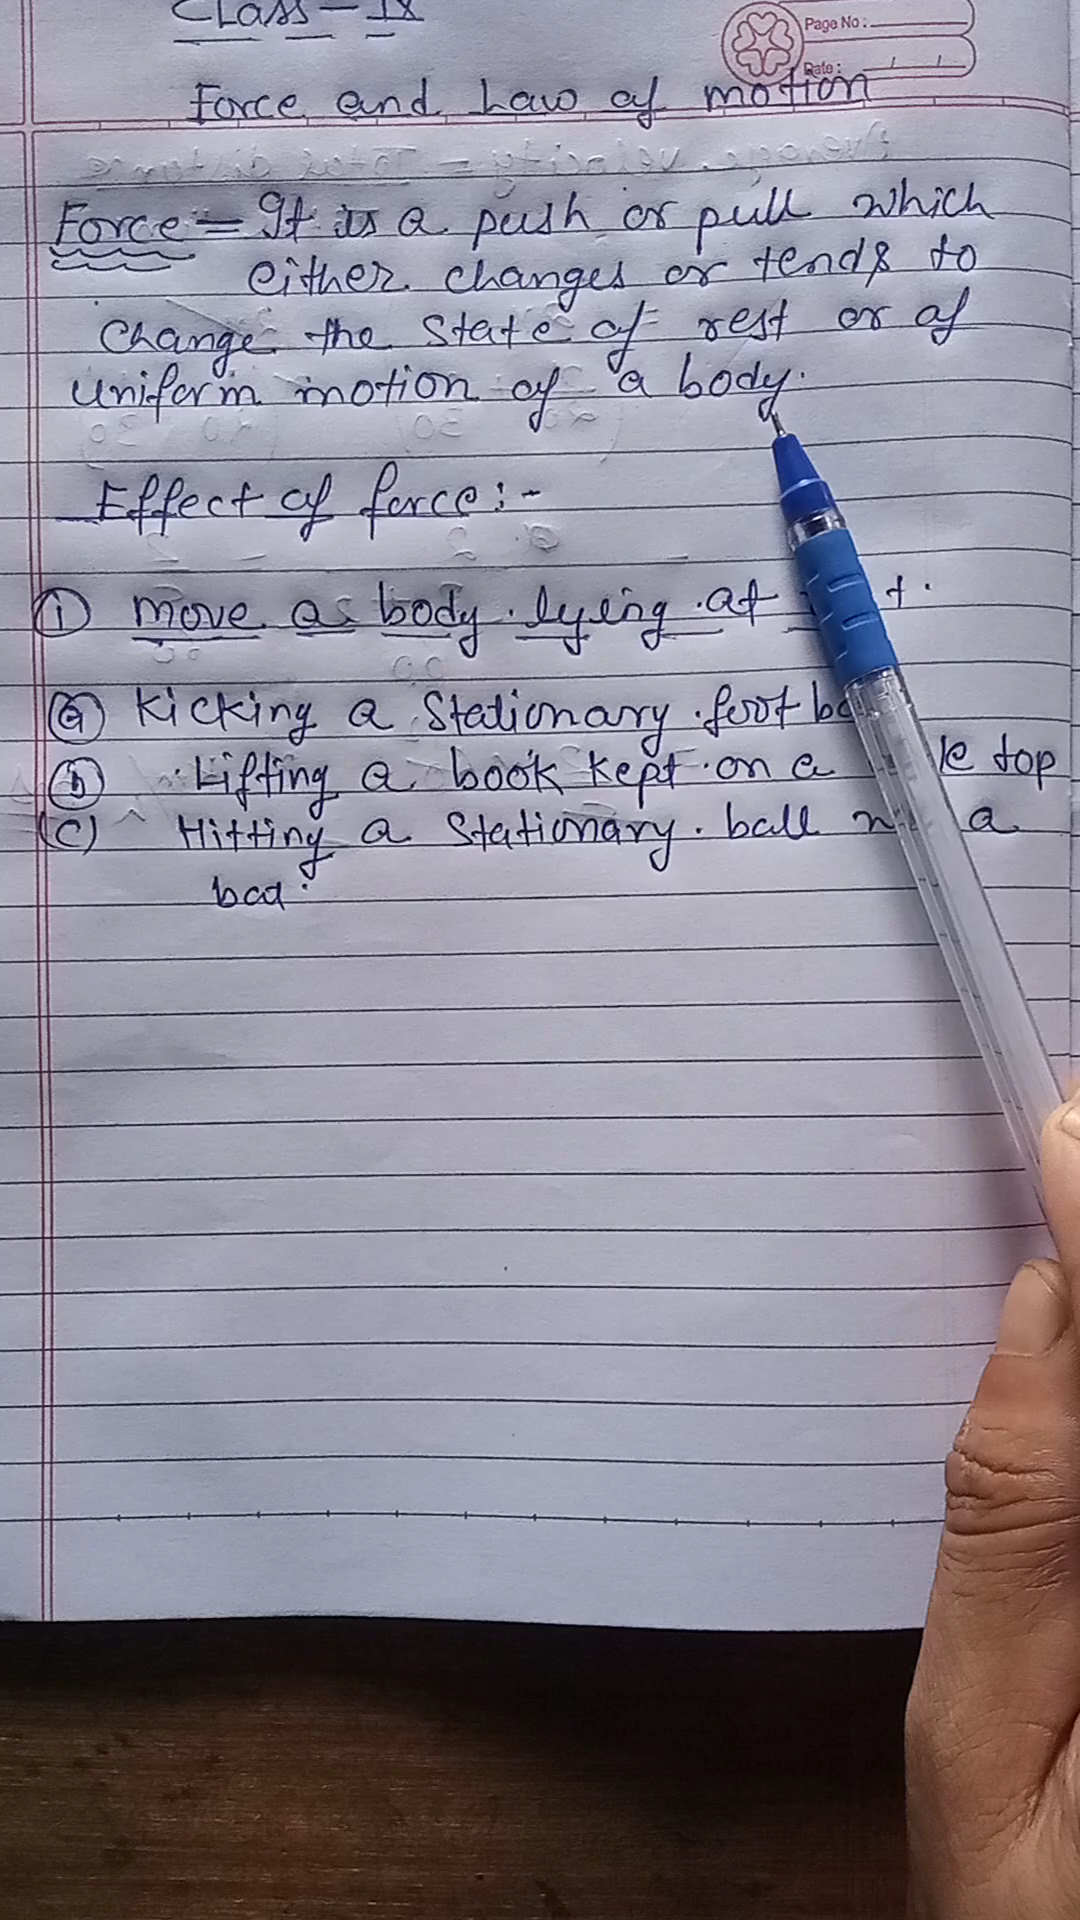 Class - IX
Page No :
Date :
Force and Law of motion
Force = It is a push or pull which
either changes or tends to
change the State of rest or of
uniform motion of a body.
Effect of force :-
(1) move a body lying at
(a) Kicking a Stationary foot
(b) Lifting a book kept on a top
(C) Hitting a Stationary ball a
bat